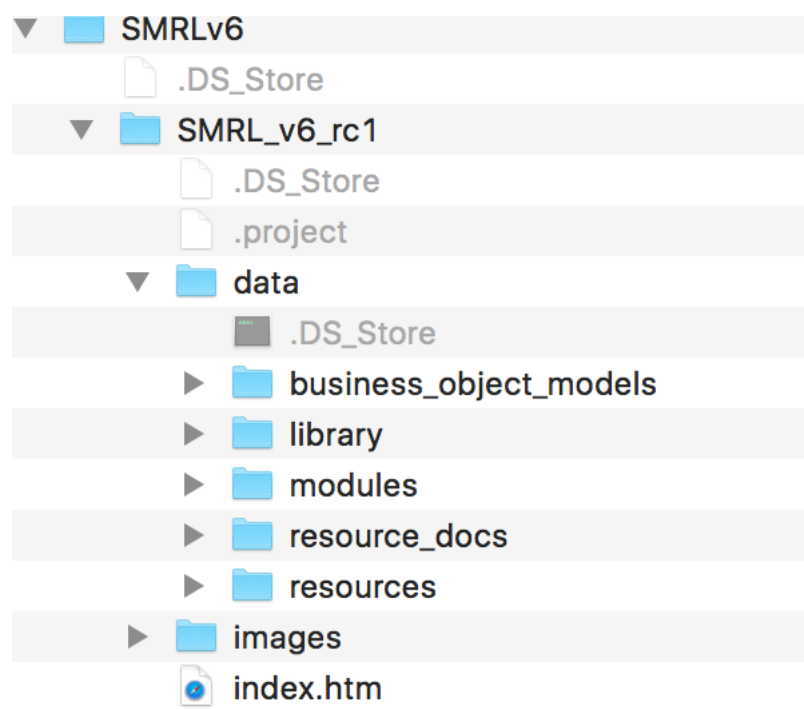 SMRLv6
.DS_Store
SMRL_v6_rc1
.DS_Store
.project
data
.DS_Store
business_object_models
library
modules
resource_docs
resources
images
index.htm